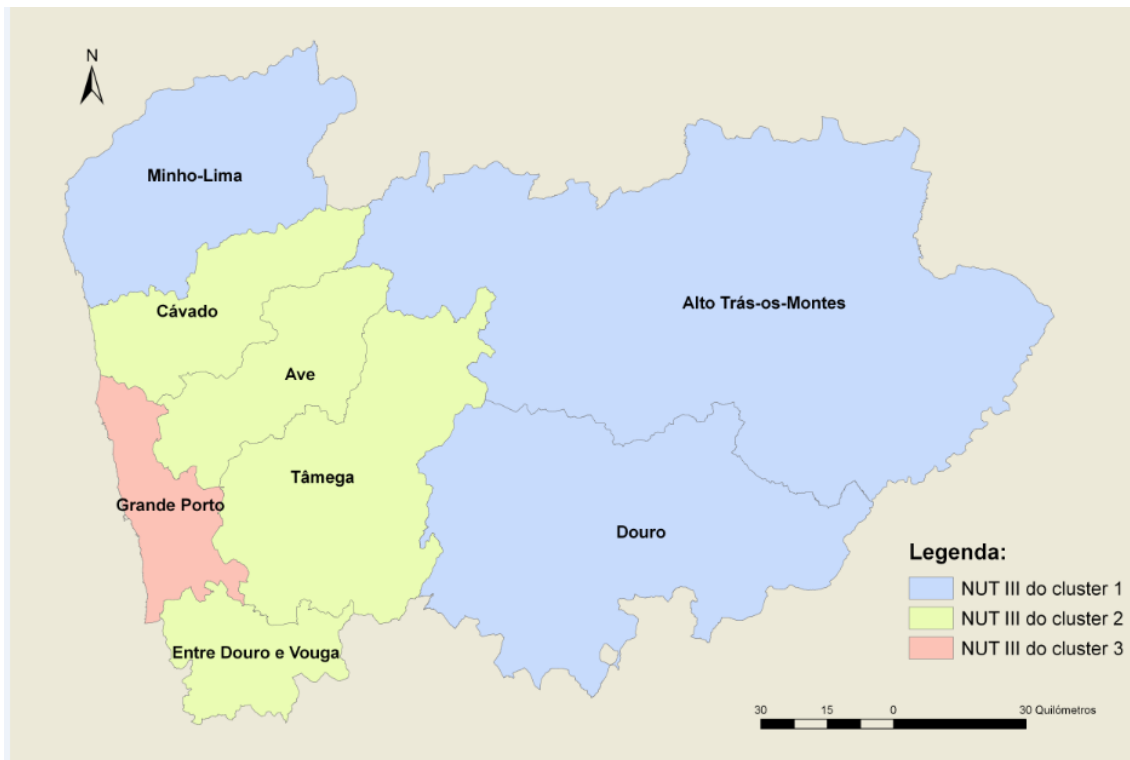 N
Minho-Lima
Alto Trás-os-Montes
Cávado
Ave
Tâmega
Grande Porto
Douro
Entre Douro e Vouga
Legenda:
NUT III do cluster 1
NUT III do cluster 2
NUT III do cluster 3
30 15 0 30 Quilómetros